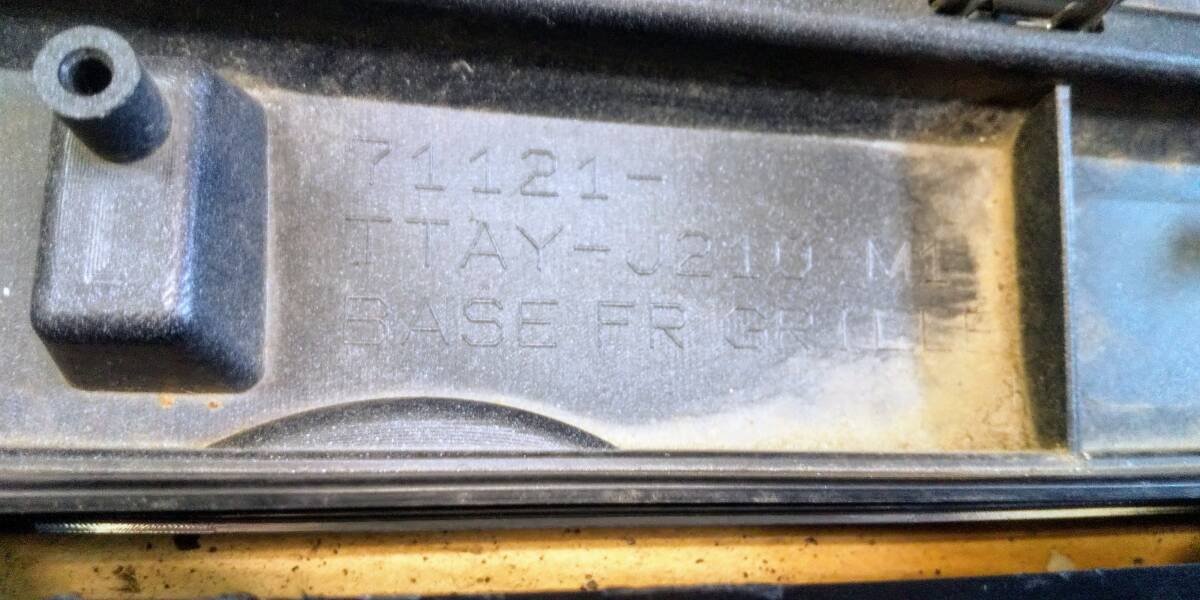 71121-
TTAY-J210-M1
BASE FR GRILLE